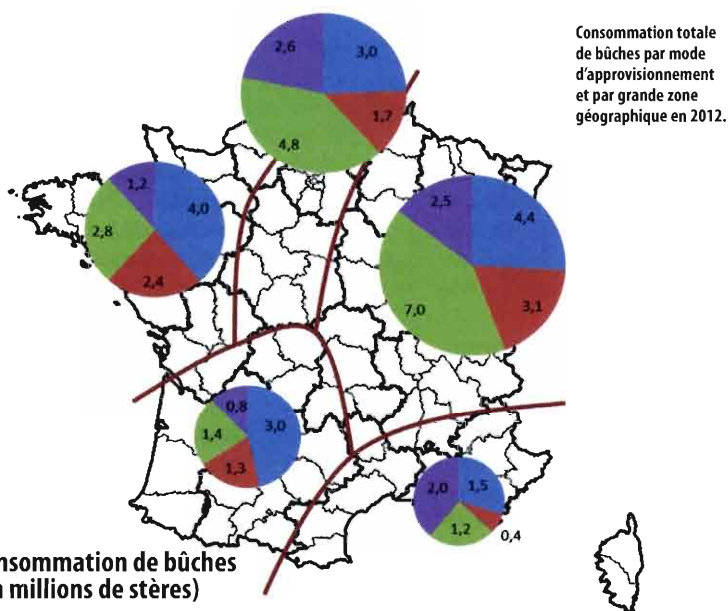 Consommation totale
de bûches par mode
d'approvisionnement
et par grande zone
géographique en 2012.
2,6
3,0
1,7
4,8
1,2
4,0
2,8
2,4
2,5
4,4
7,0
3,1
0,8
3,0
1,4
1,3
2,0
1,5
1,2
0,4
nsommation de bûches
n millions de stères)